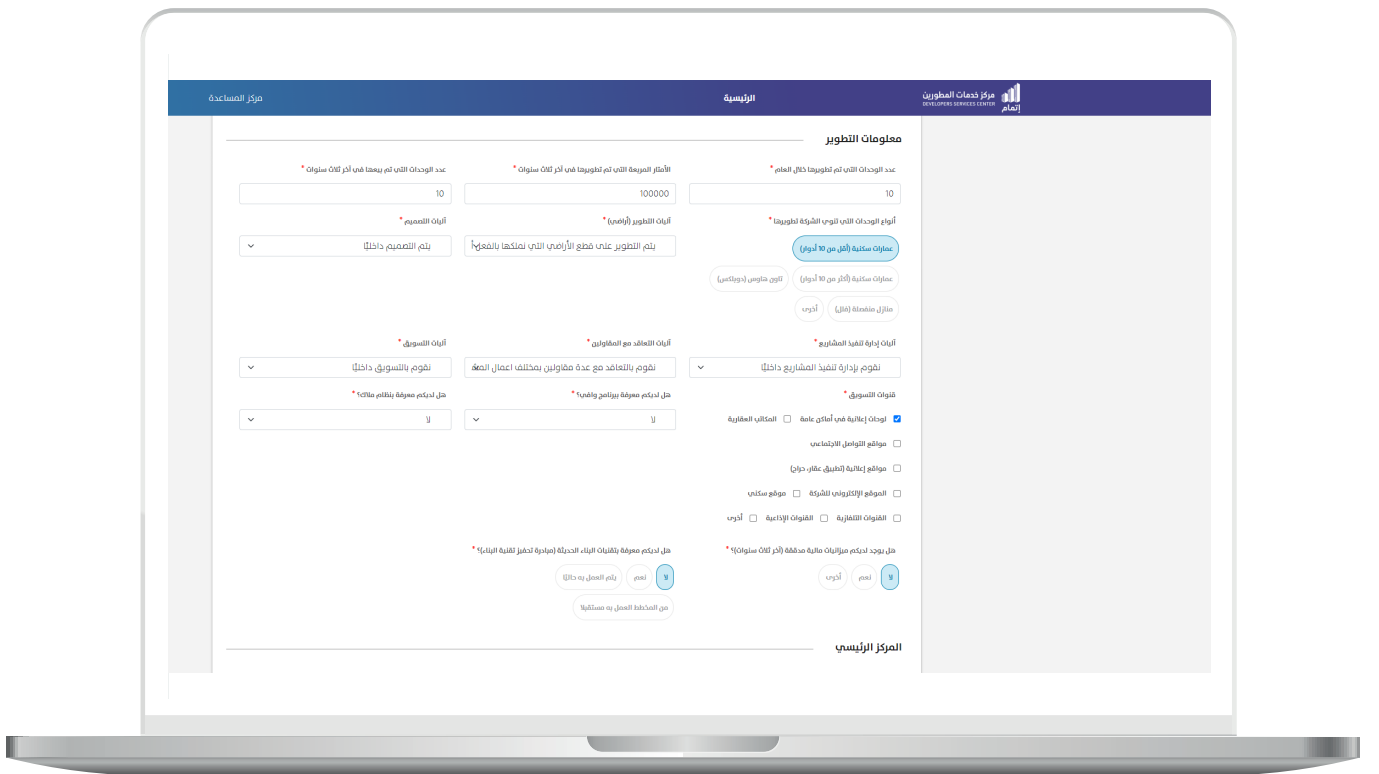 مركز خدمات المطورين
DEVELOPERS SERVICES CENTER
إتمام
الرئيسية
مركز المساعدة
معلومات التطوير
عدد الوحدات التي تم تطويرها خلال العام *
الأمتار المربعة التي تم تطويرها في آخر ثلاث سنوات *
عدد الوحدات التي تم بيعها في آخر ثلاث سنوات *
10
100000
10
أنواع الوحدات التي تنوي الشركة تطويرها *
آليات التطوير (أراضي) *
آليات التصميم *
عمارات سكنية (أقل من 10 أدوار)
يتم التطوير على قطع الأراضي التي نملكها بالفعل
يتم التصميم داخليًا
عمارات سكنية (أكثر من 10 أدوار)
تاون هاوس (دوبلكس)
منازل منفصلة (فلل)
أخرى
آليات إدارة تنفيذ المشاريع *
آليات التعاقد مع المقاولين *
آليات التسويق *
نقوم بإدارة تنفيذ المشاريع داخليًا
نقوم بالتعاقد مع عدة مقاولين بمختلف اعمال
نقوم بالتسويق داخليًا
قنوات التسويق *
هل لديكم معرفة ببرنامج وافي؟ *
هل لديكم معرفة بنظام ملاك؟ *
لوحات إعلانية في أماكن عامة
المكاتب العقارية
لا
لا
مواقع التواصل الاجتماعي
مواقع إعلانية (تطبيق عقار، حراج)
الموقع الإلكتروني للشركة
موقع سكني
القنوات التلفازية
القنوات الإذاعية
أخرى
هل يوجد لديكم ميزانيات مالية مدققة (آخر ثلاث سنوات)؟ *
هل لديكم معرفة بتقنيات البناء الحديثة (مبادرة تحفيز تقنية البناء)؟ *
لا
نعم
أخرى
لا
نعم
يتم العمل به حاليًا
من المخطط العمل به مستقبلا
المركز الرئيسي